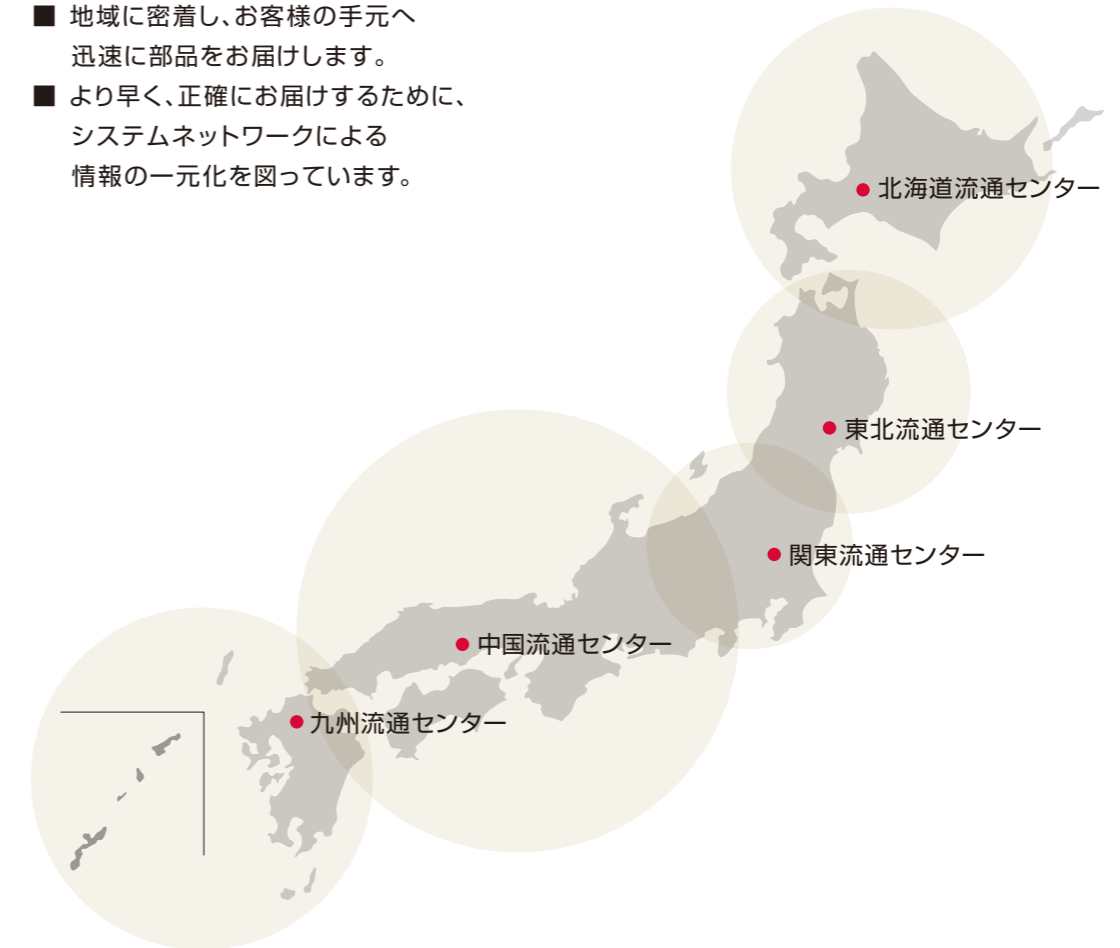 ■ 地域に密着し、お客様の手元へ
迅速に部品をお届けします。
■ より早く、正確にお届けするために、
システムネットワークによる
情報の一元化を図っています。
北海道流通センター
東北流通センター
関東流通センター
中国流通センター
九州流通センター